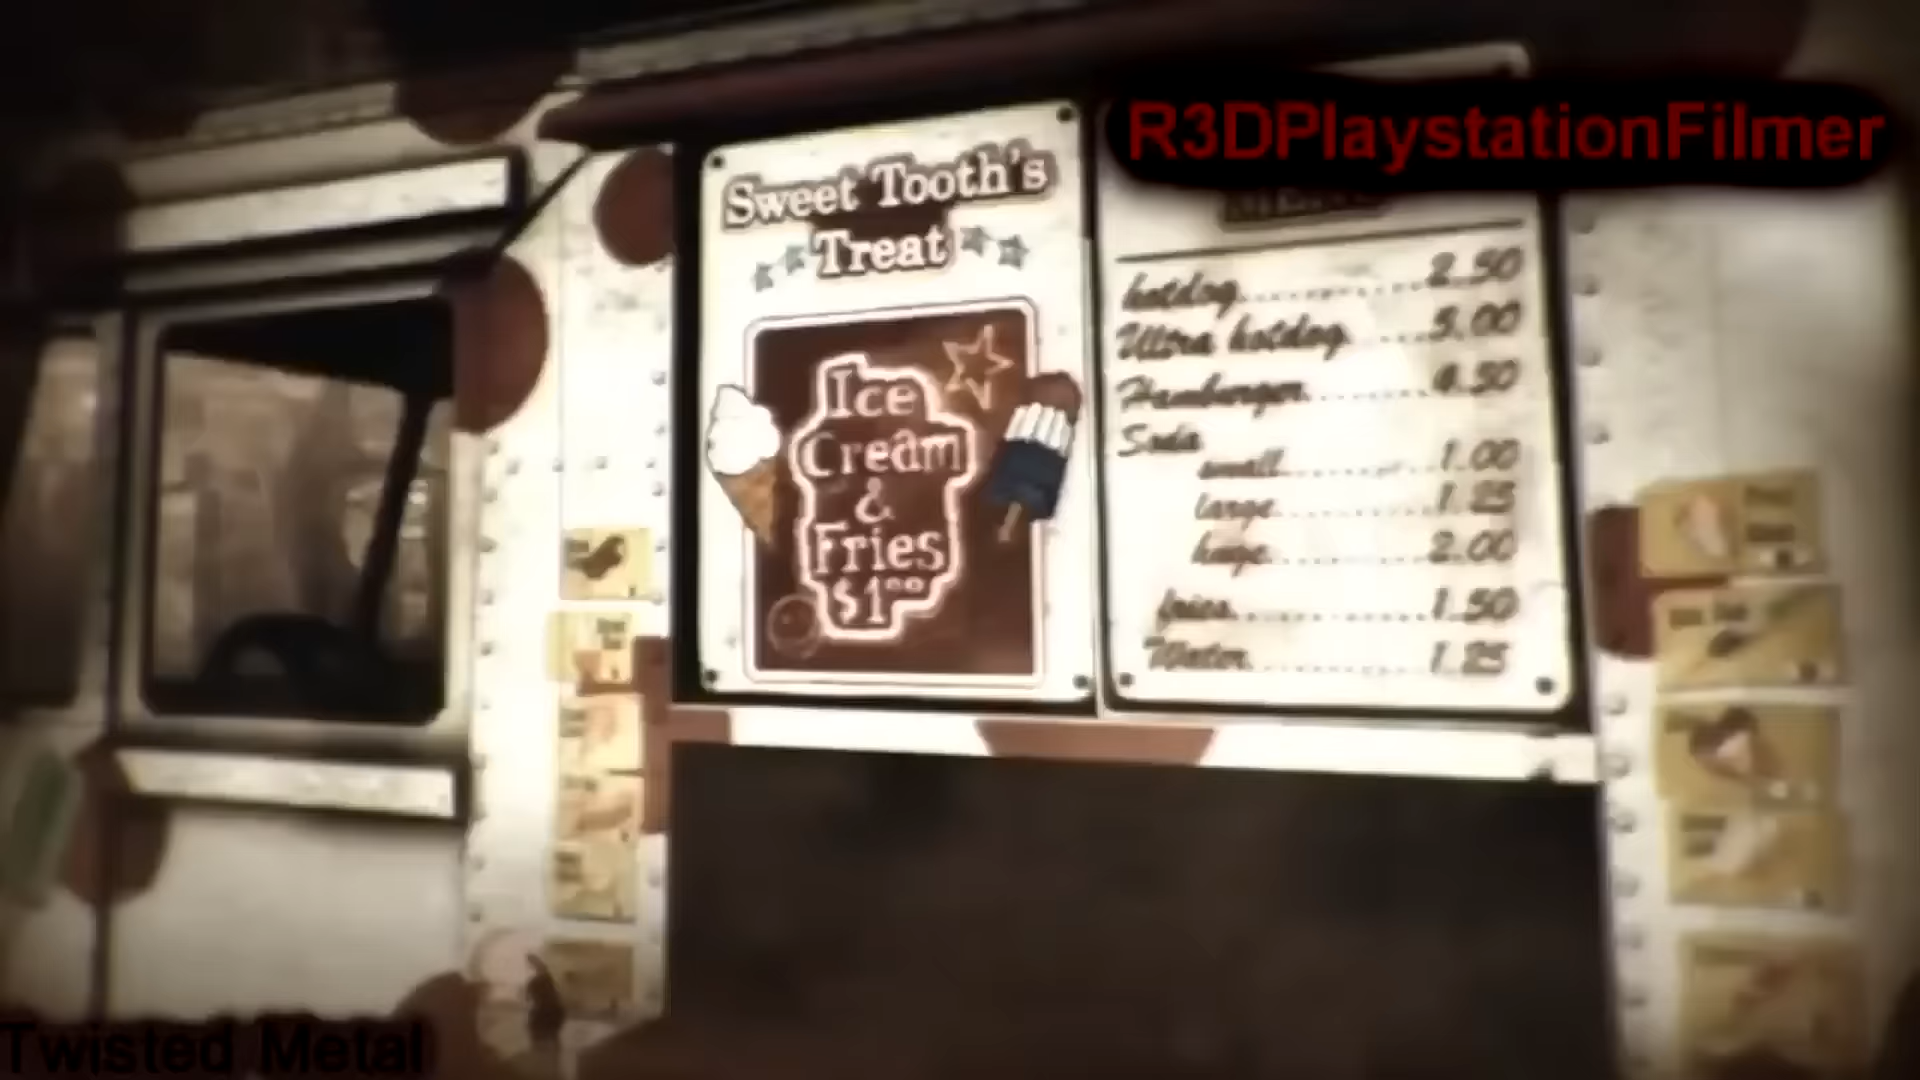 R3DPlaystationFilmer
Sweet Tooth's
Treat
Ice
Cream
&
Fries
$1.00
hotdog 2.50
Ultra hotdog 5.00
Hamburger 4.50
Soda
small 1.00
large 1.25
huge 2.00
fries 1.50
Water 1.25
Twisted Metal